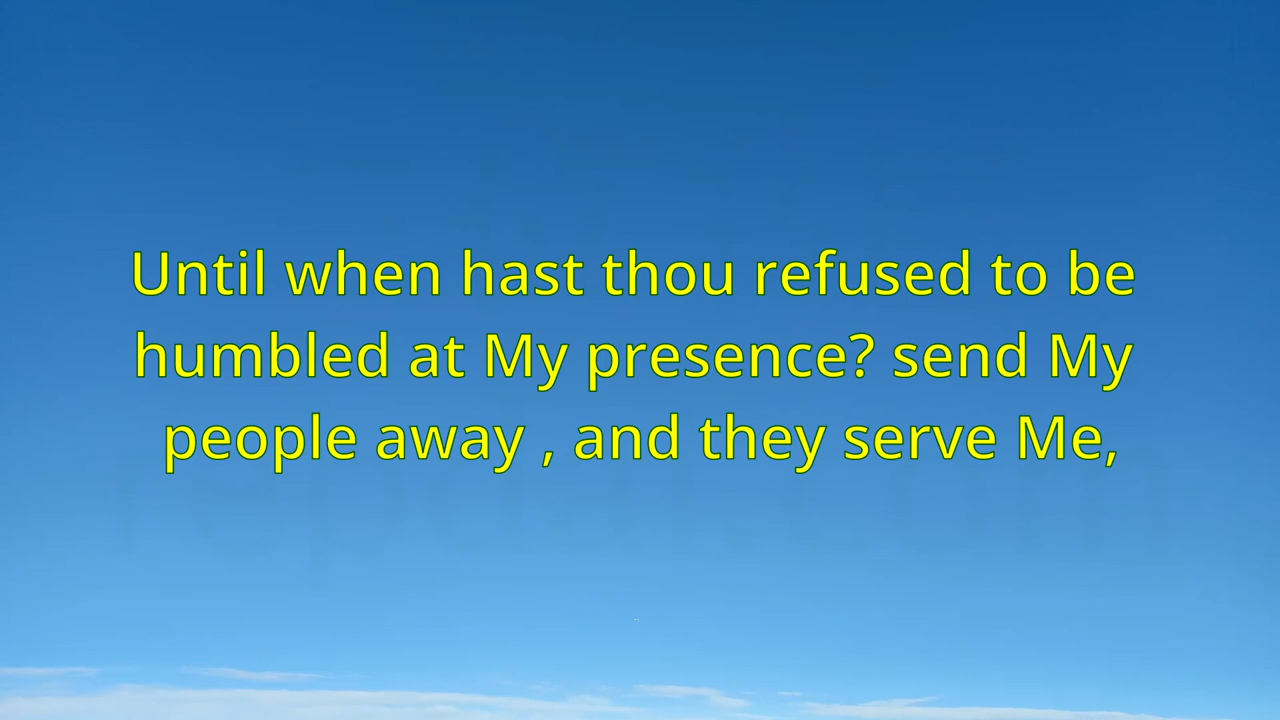 Until when hast thou refused to be
humbled at My presence? send My
people away , and they serve Me,